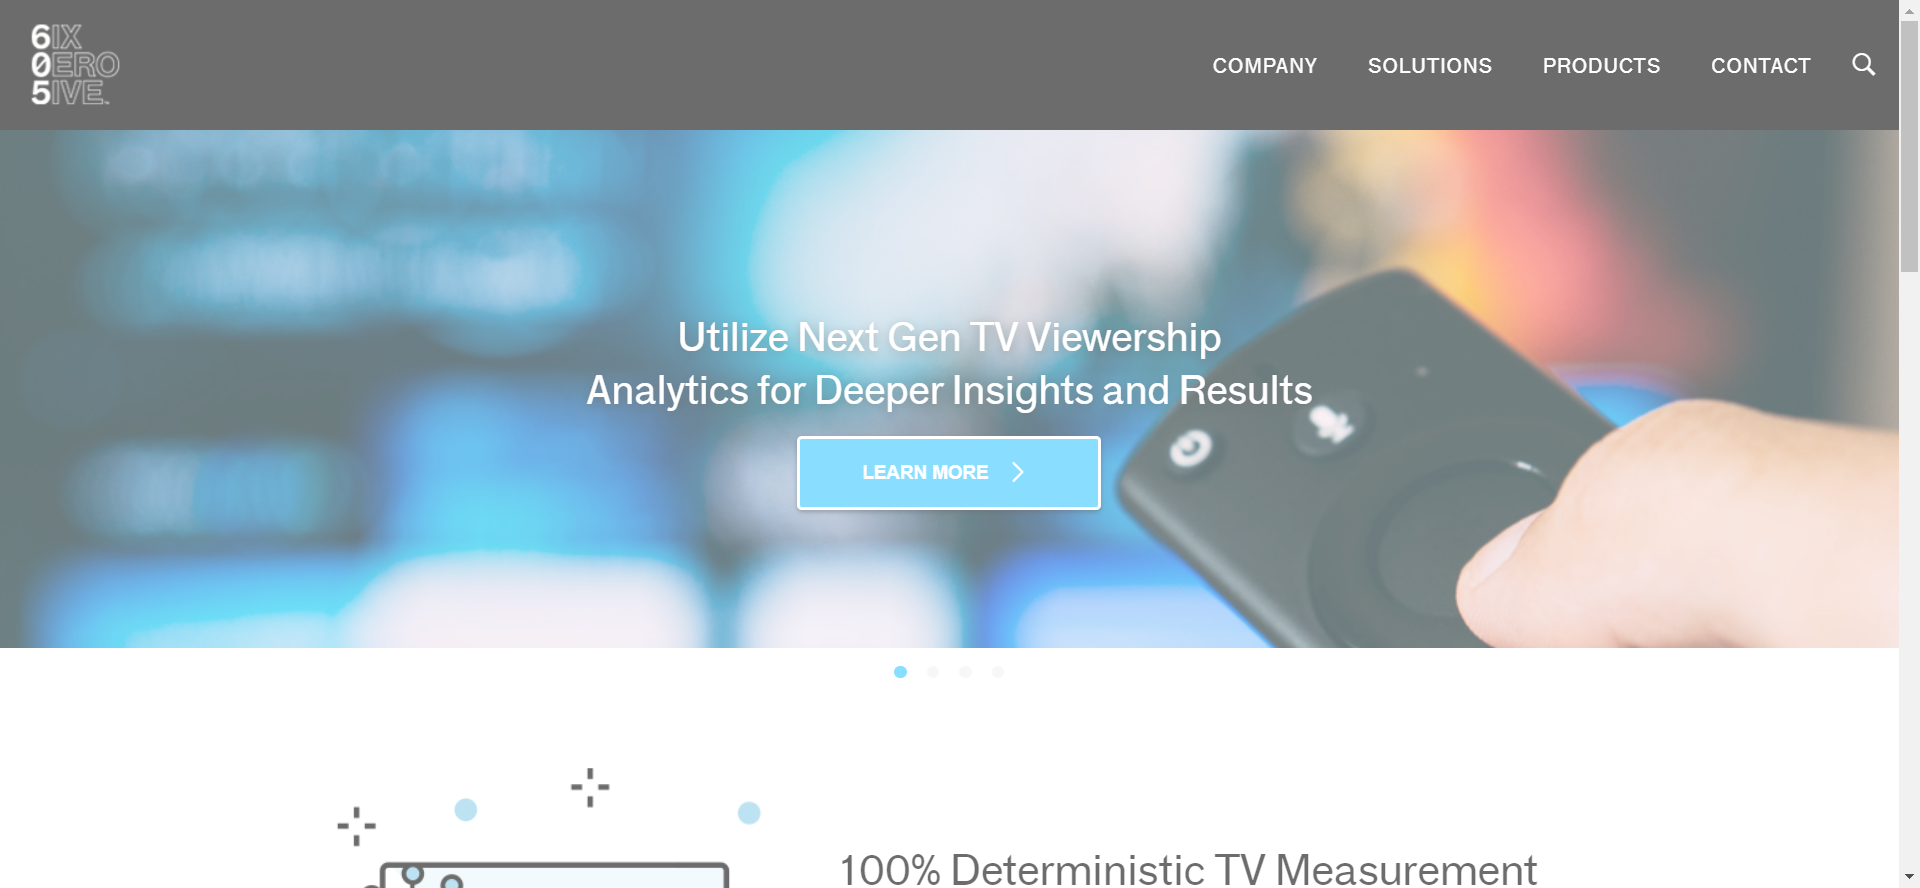 6IX
0ERO
5IVE™
COMPANY
SOLUTIONS
PRODUCTS
CONTACT
Utilize Next Gen TV Viewership
Analytics for Deeper Insights and Results
LEARN MORE
100% Deterministic TV Measurement